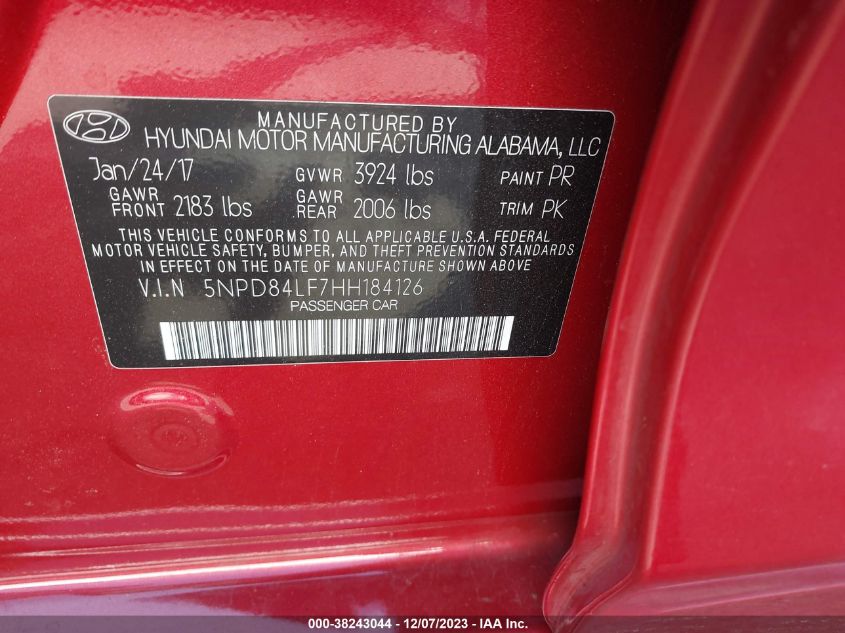 MANUFACTURED BY
HYUNDAI MOTOR MANUFACTURING ALABAMA, LLC
Jan/24/17 GVWR 3924 lbs PAINT PR
GAWR FRONT 2183 lbs GAWR .REAR 2006 lbs TRIM PK
THIS VEHICLE CONFORMS TO ALL APPLICABLE U.S.A. FEDERAL
MOTOR VEHICLE SAFETY, BUMPER, AND THEFT PREVENTION STANDARDS
IN EFFECT ON THE DATE OF MANUFACTURE SHOWN ABOVE
V.I.N 5NPD84LF7HH184126
PASSENGER CAR
000-38243044 - 12/07/2023 - IAA Inc.